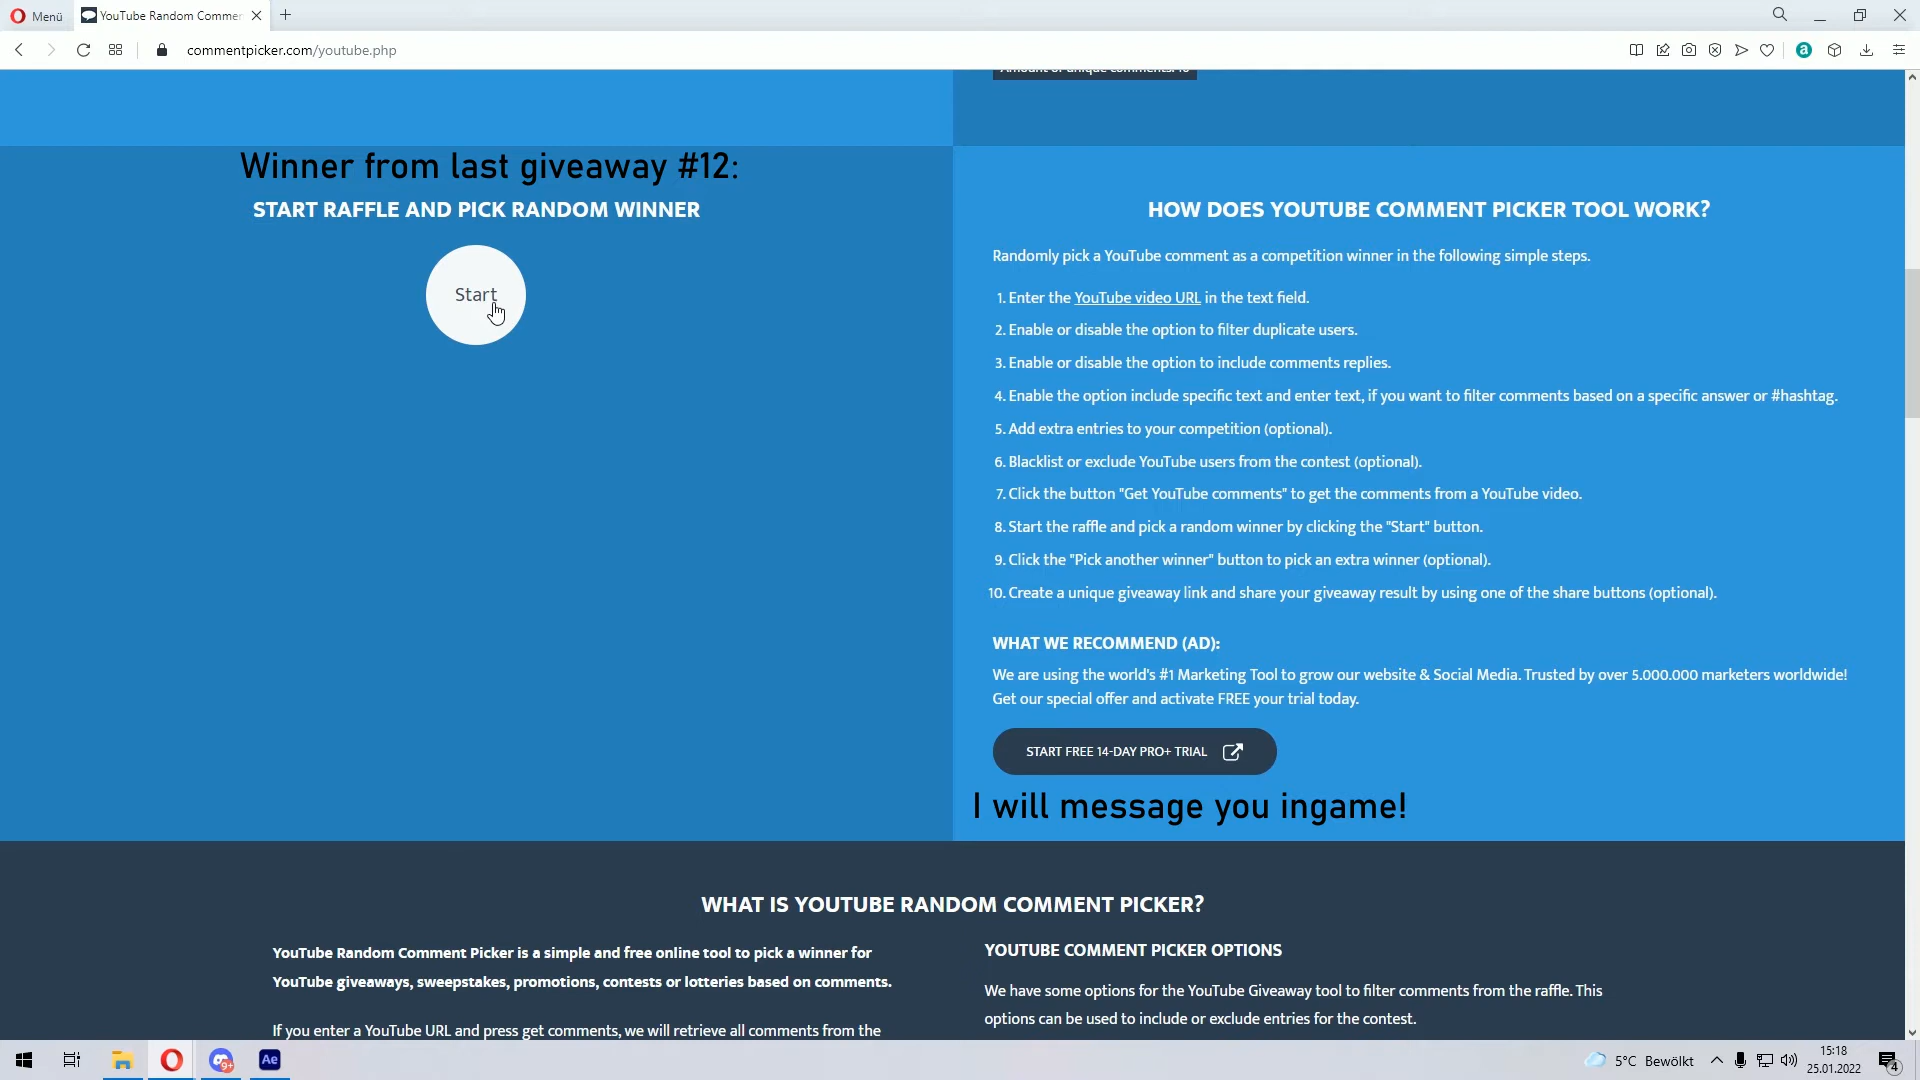 Menü
YouTube Random Commer
commentpicker.com/youtube.php
Winner from last giveaway #12:
START RAFFLE AND PICK RANDOM WINNER
Start
HOW DOES YOUTUBE COMMENT PICKER TOOL WORK?
Randomly pick a YouTube comment as a competition winner in the following simple steps.
1. Enter the YouTube video URL in the text field.
2. Enable or disable the option to filter duplicate users.
3. Enable or disable the option to include comments replies.
4. Enable the option include specific text and enter text, if you want to filter comments based on a specific answer or #hashtag.
5. Add extra entries to your competition (optional).
6. Blacklist or exclude YouTube users from the contest (optional).
7. Click the button "Get YouTube comments" to get the comments from a YouTube video.
8. Start the raffle and pick a random winner by clicking the "Start" button.
9. Click the "Pick another winner" button to pick an extra winner (optional).
10. Create a unique giveaway link and share your giveaway result by using one of the share buttons (optional).
WHAT WE RECOMMEND (AD):
We are using the world's #1 Marketing Tool to grow our website & Social Media. Trusted by over 5.000.000 marketers worldwide!
Get our special offer and activate FREE your trial today.
START FREE 14-DAY PRO+ TRIAL
I will message you ingame!
WHAT IS YOUTUBE RANDOM COMMENT PICKER?
YouTube Random Comment Picker is a simple and free online tool to pick a winner for
YouTube giveaways, sweepstakes, promotions, contests or lotteries based on comments.
If you enter a YouTube URL and press get comments, we will retrieve all comments from the
YOUTUBE COMMENT PICKER OPTIONS
We have some options for the YouTube Giveaway tool to filter comments from the raffle. This
options can be used to include or exclude entries for the contest.
9+
Ae
5°C Bewölkt
15:18
25.01.2022
4